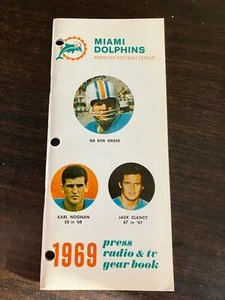 MIAMI
DOLPHINS
AMERICAN FOOTBALL LEAGUE
QB BOB GRIESE
KARL NOONAN
58 in '68
JACK CLANCY
67 in '67
1969 press
radio & tv
year book